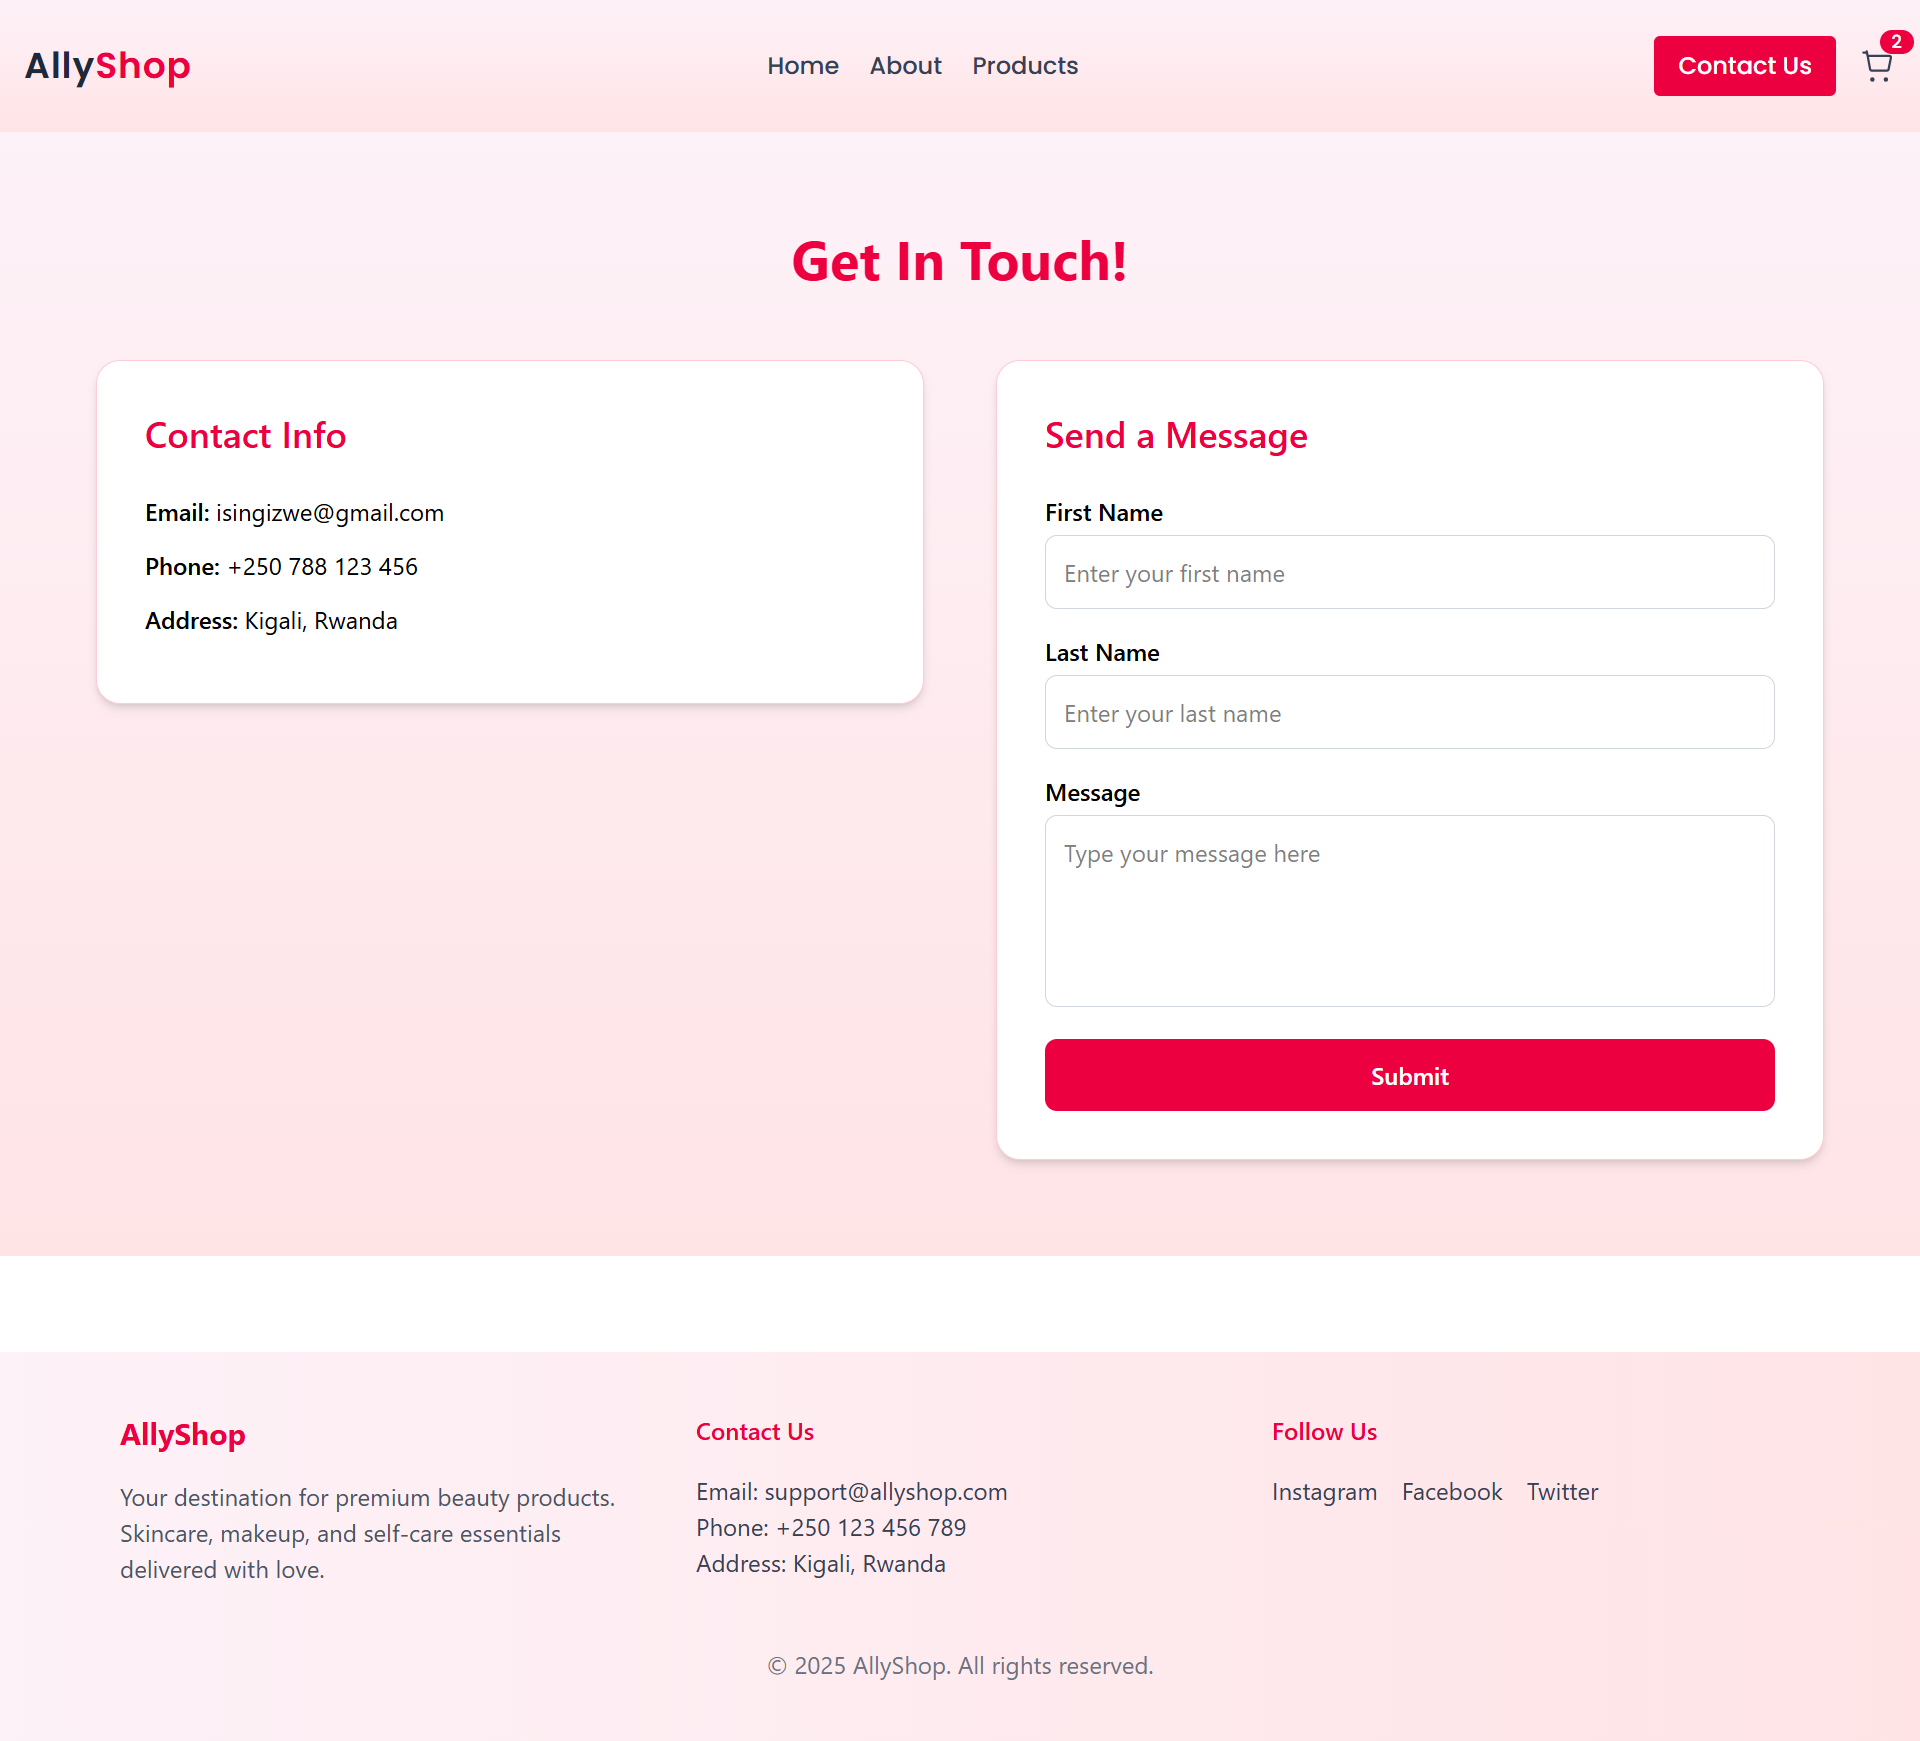 AllyShop
Home About Products
Contact Us
2
Get In Touch!
Contact Info
Email: isingizwe@gmail.com
Phone: +250 788 123 456
Address: Kigali, Rwanda
Send a Message
First Name
Enter your first name
Last Name
Enter your last name
Message
Type your message here
Submit
AllyShop
Your destination for premium beauty products.
Skincare, makeup, and self-care essentials
delivered with love.
Contact Us
Email: support@allyshop.com
Phone: +250 123 456 789
Address: Kigali, Rwanda
Follow Us
Instagram Facebook Twitter
© 2025 AllyShop. All rights reserved.